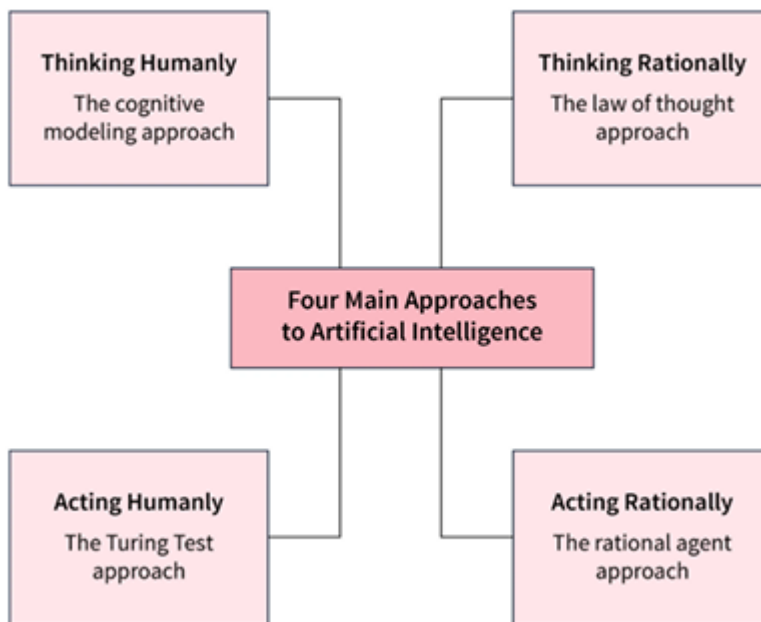 Thinking Humanly
The cognitive
modeling approach
Thinking Rationally
The law of thought
approach
Four Main Approaches
to Artificial Intelligence
Acting Humanly
The Turing Test
approach
Acting Rationally
The rational agent
approach